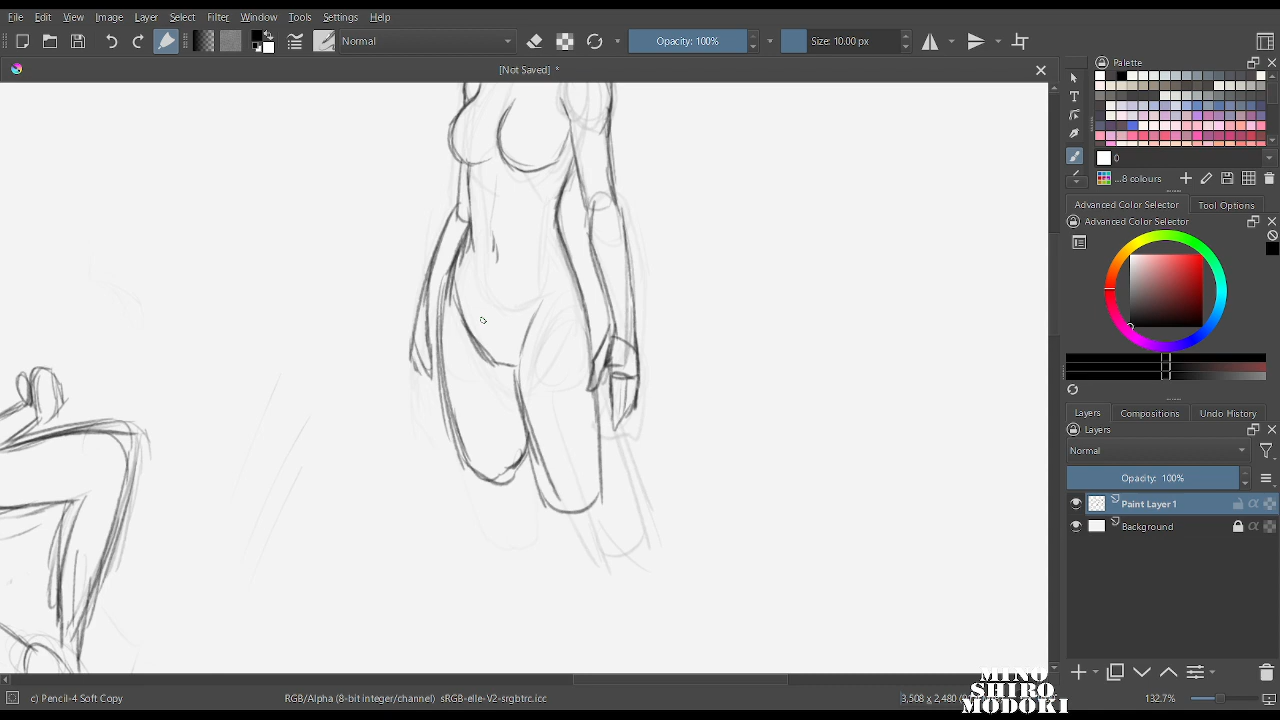 File Edit View Image Layer Select Filter Window Tools Settings Help
Normal Opacity: 100% Size: 10.00 px
[Not Saved] *
Palette
0
...8 colours
Advanced Color Selector Tool Options
Advanced Color Selector
Layers Compositions Undo History
Layers
Normal
Opacity: 100%
Paint Layer 1
Background
c) Pencil-4 Soft Copy RGB/Alpha (8-bit integer/channel) sRGB-elle-V2-srgbtrc.icc 3,508 x 2,480 132.7%
MINO
SHIRO
MODOKI